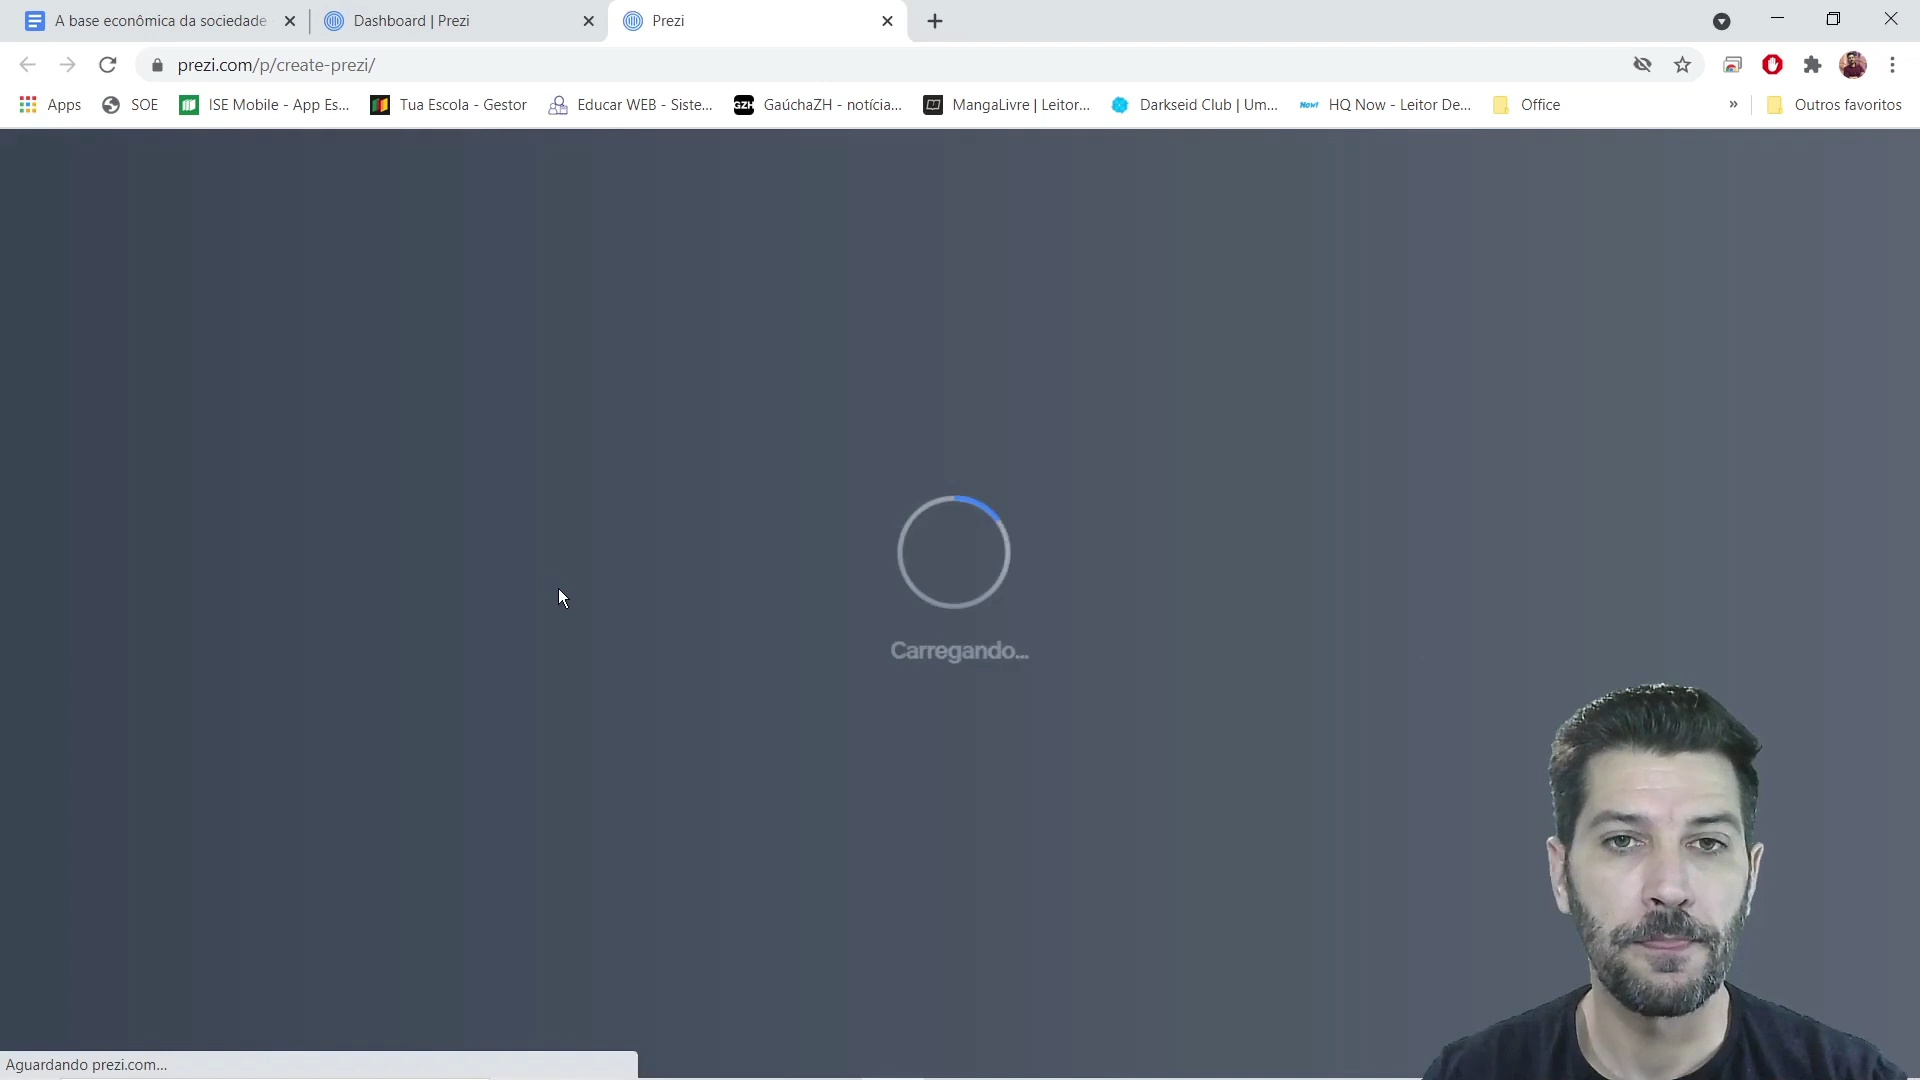 A base econômica da sociedade
Dashboard | Prezi
Prezi
prezi.com/p/create-prezi/
Apps
SOE
ISE Mobile - App Es...
Tua Escola - Gestor
Educar WEB - Siste...
GZH
GaúchaZH - notícia...
MangaLivre | Leitor...
Darkseid Club | Um...
Now!
HQ Now - Leitor De...
Office
»
Outros favoritos
Carregando...
Aguardando prezi.com...